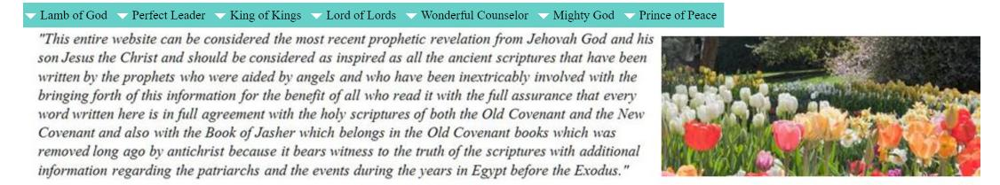 Lamb of God Perfect Leader King of Kings Lord of Lords Wonderful Counselor Mighty God Prince of Peace
"This entire website can be considered the most recent prophetic revelation from Jehovah God and his
son Jesus the Christ and should be considered as inspired as all the ancient scriptures that have been
written by the prophets who were aided by angels and who have been inextricably involved with the
bringing forth of this information for the benefit of all who read it with the full assurance that every
word written here is in full agreement with the holy scriptures of both the Old Covenant and the New
Covenant and also with the Book of Jasher which belongs in the Old Covenant books which was
removed long ago by antichrist because it bears witness to the truth of the scriptures with additional
information regarding the patriarchs and the events during the years in Egypt before the Exodus."